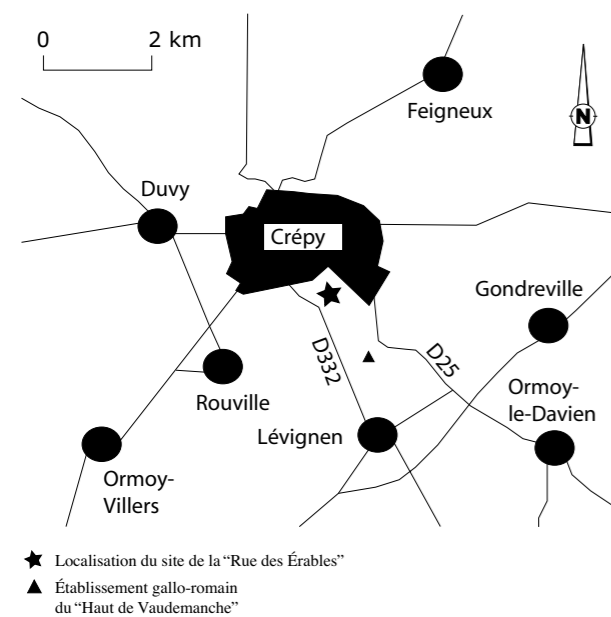 0 2 km
Feigneux
N
Duvy
Crépy
Gondreville
D332
D25
Rouville
Ormoy-
le-Davien
Lévignen
Ormoy-
Villers
Localisation du site de la “Rue des Érables”
Établissement gallo-romain
du “Haut de Vaudemanche”